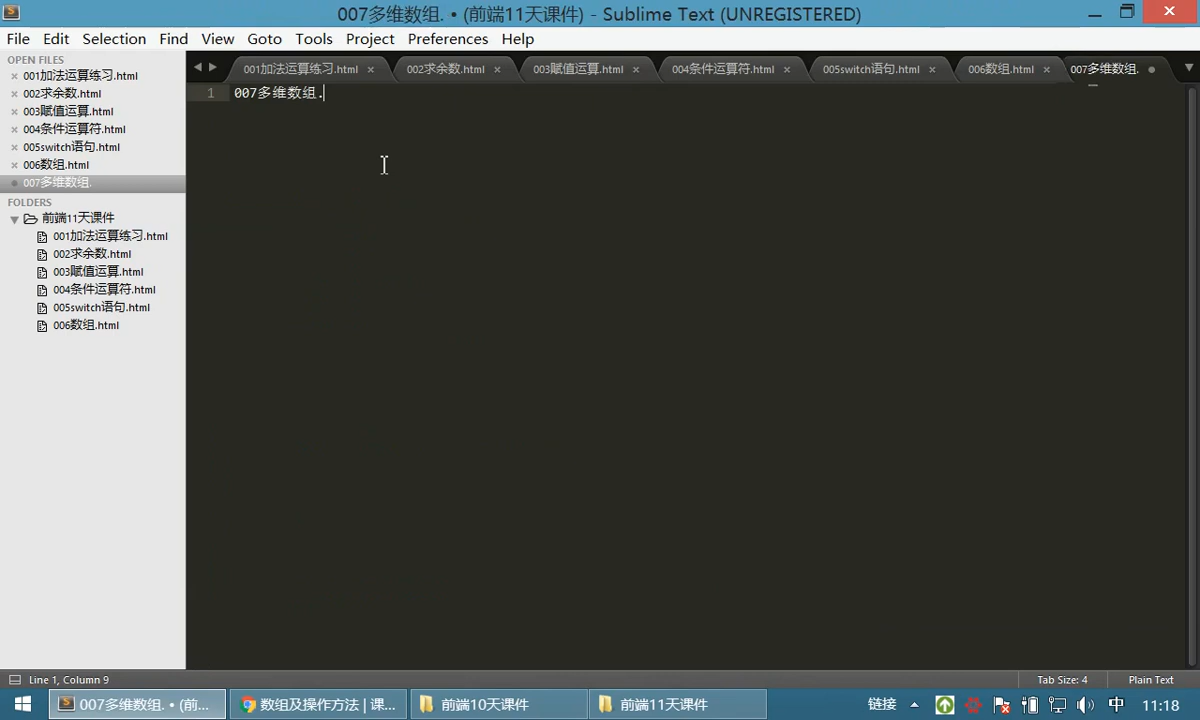 007多维数组. • (前端11天课件) - Sublime Text (UNREGISTERED)
File Edit Selection Find View Goto Tools Project Preferences Help
OPEN FILES
001加法运算练习.html
002求余数.html
003赋值运算.html
004条件运算符.html
005switch语句.html
006数组.html
007多维数组.
FOLDERS
前端11天课件
001加法运算练习.html
002求余数.html
003赋值运算.html
004条件运算符.html
005switch语句.html
006数组.html
001加法运算练习.html 002求余数.html 003赋值运算.html 004条件运算符.html 005switch语句.html 006数组.html 007多维数组.
1 007多维数组.
Line 1, Column 9 Tab Size: 4 Plain Text
007多维数组. • (前... 数组及操作方法 | 课... 前端10天课件 前端11天课件 链接 中 11:18